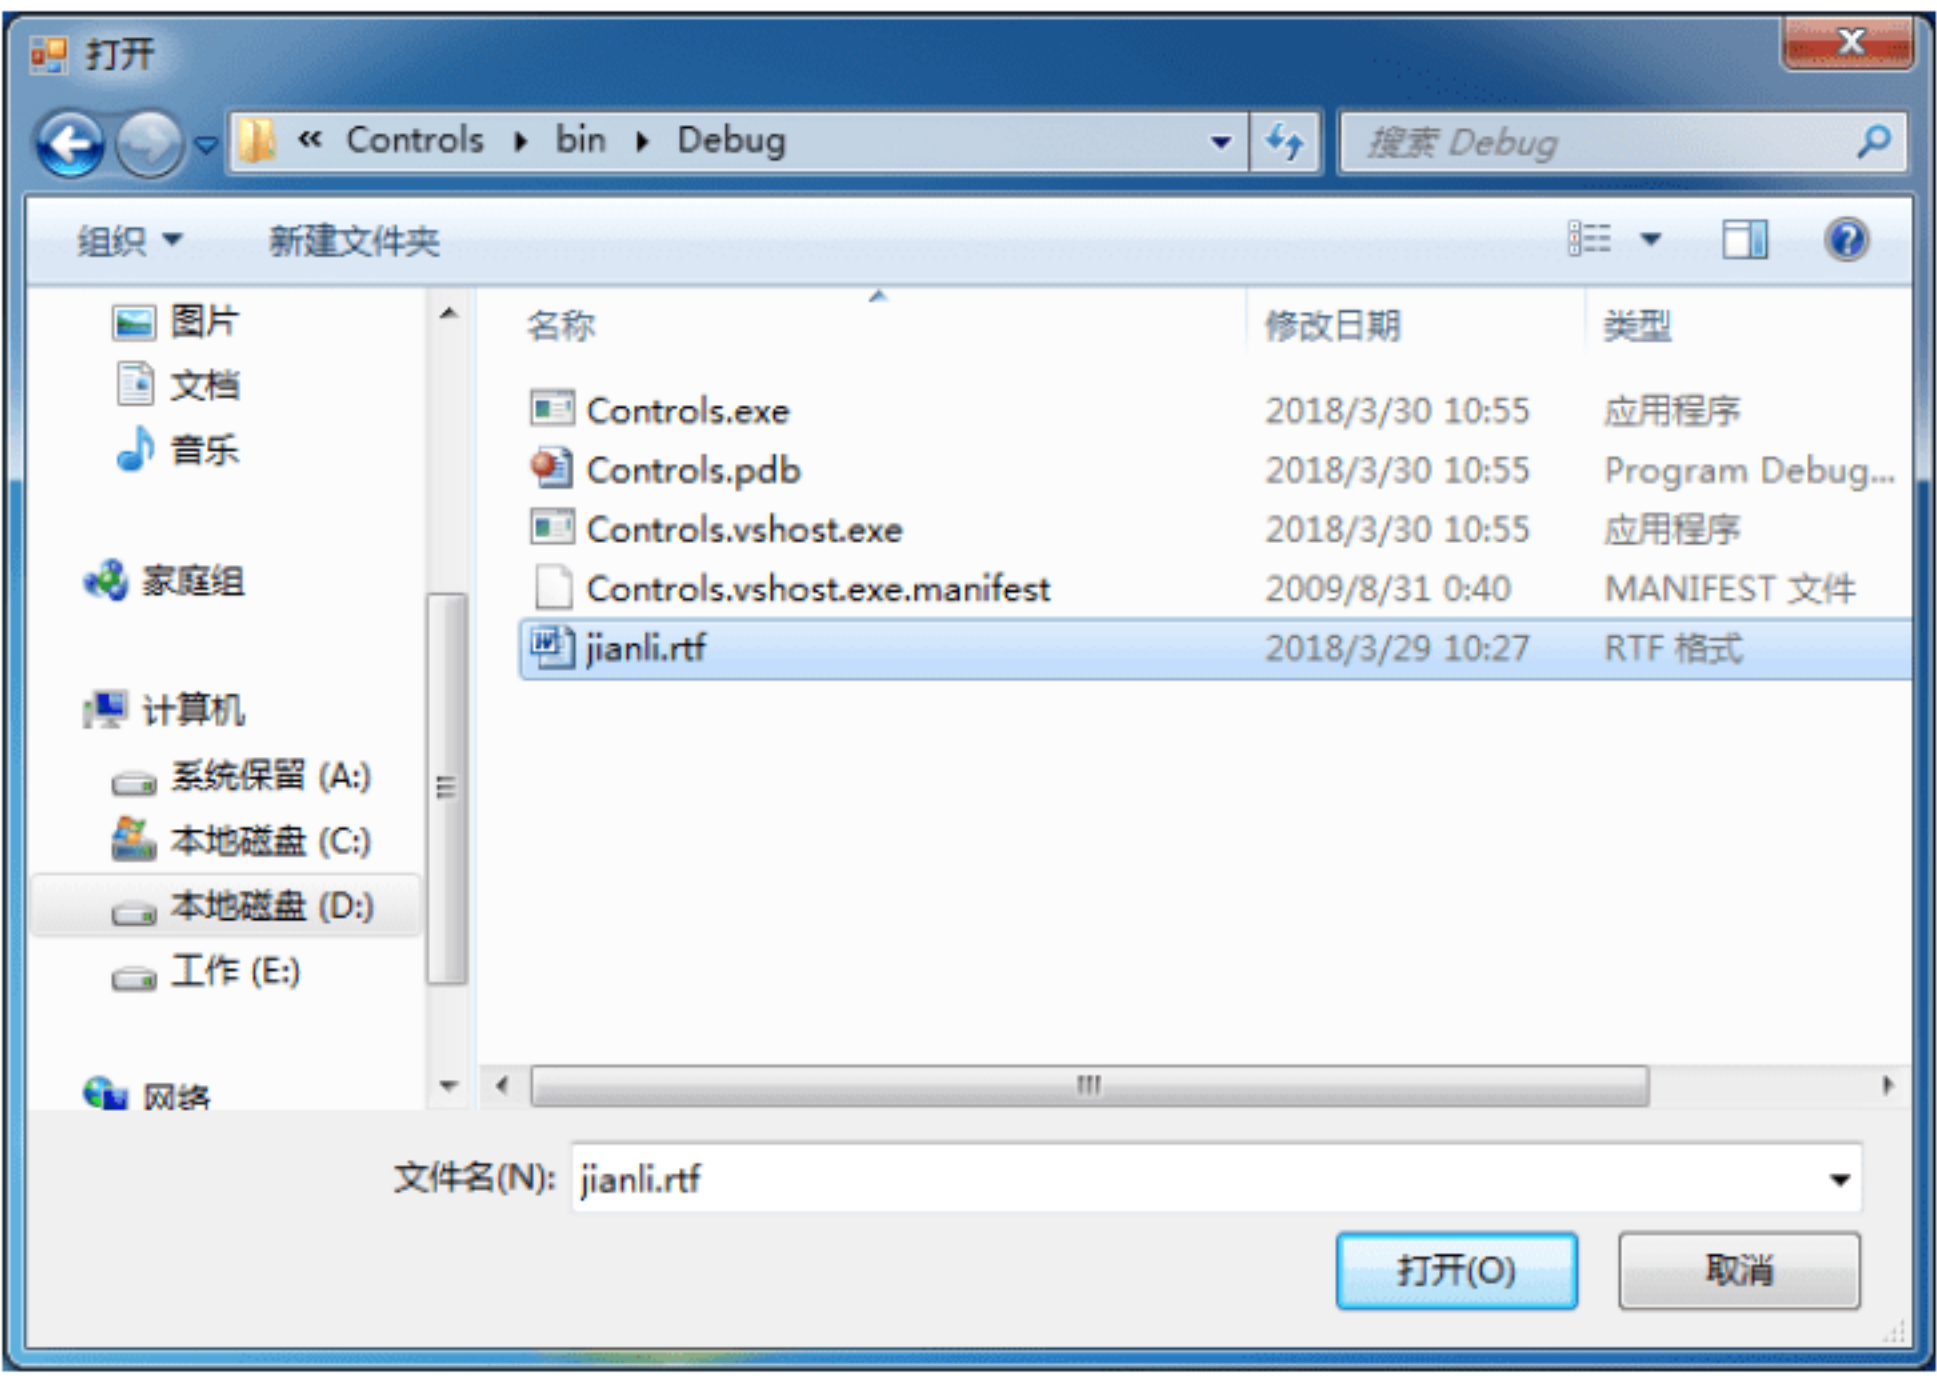 打开
« Controls bin Debug
搜索 Debug
组织 新建文件夹
图片
文档
音乐
家庭组
计算机
系统保留 (A:)
本地磁盘 (C:)
本地磁盘 (D:)
工作 (E:)
网络
名称 修改日期 类型
Controls.exe 2018/3/30 10:55 应用程序
Controls.pdb 2018/3/30 10:55 Program Debug...
Controls.vshost.exe 2018/3/30 10:55 应用程序
Controls.vshost.exe.manifest 2009/8/31 0:40 MANIFEST 文件
jianli.rtf 2018/3/29 10:27 RTF 格式
文件名(N): jianli.rtf
打开(O) 取消